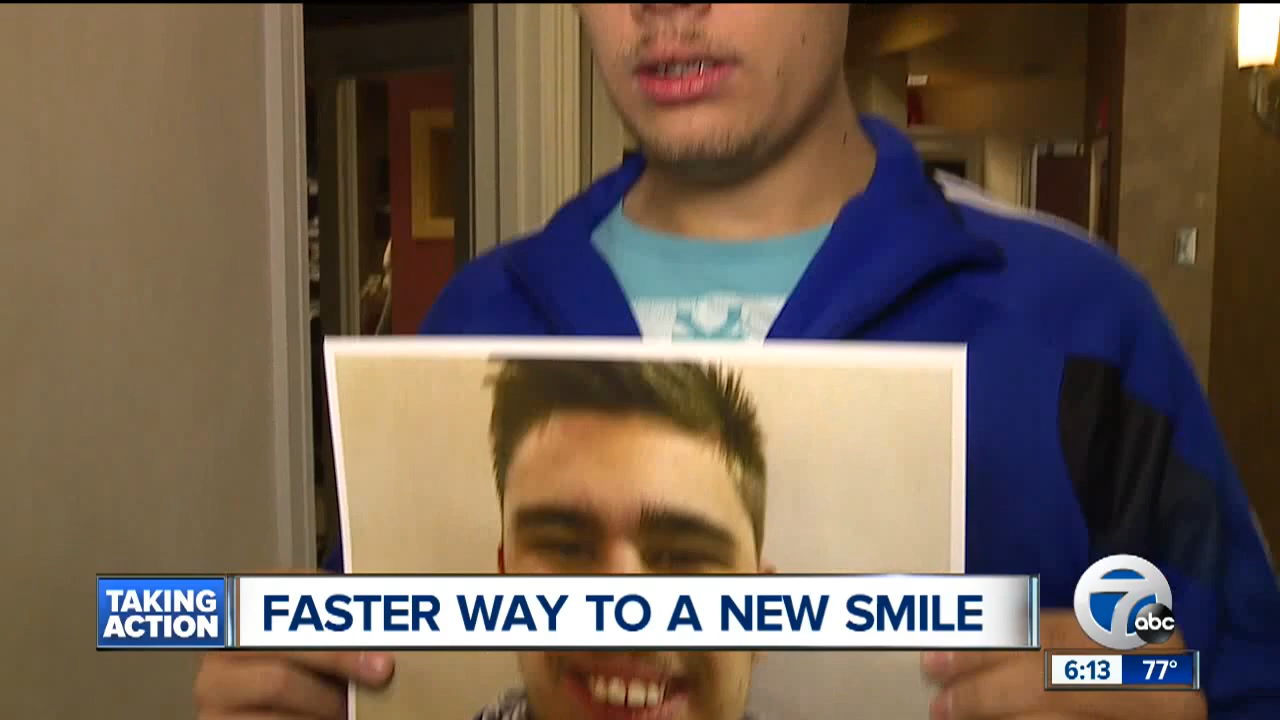 TAKING
ACTION
FASTER WAY TO A NEW SMILE
7
abc
6:13 77°